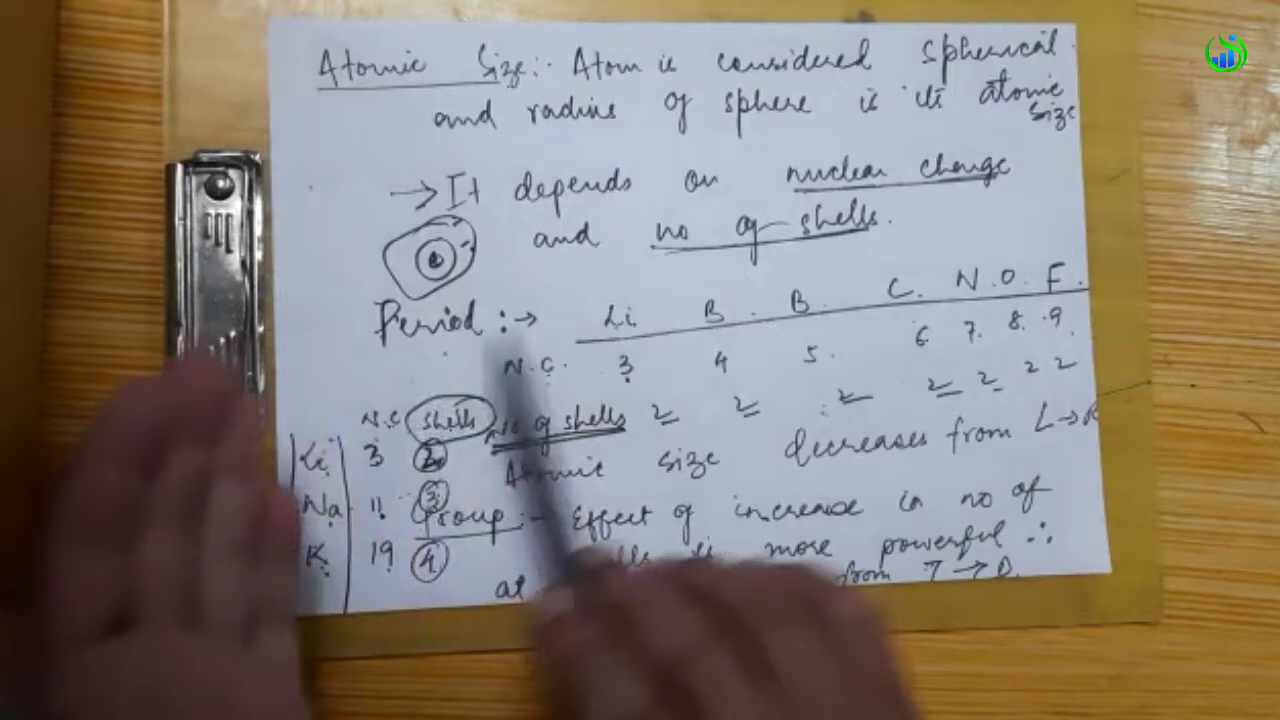 Atomic Size:- Atom is considered spherical
and radius of sphere is its atomic
size
→ It depends on nuclear change
and no of shells.
Period :→ Li B. B. C. N. O. F.
N.C. 3 4 5. 6 7. 8. 9.
N.C shells No of shells 2 2 2 2 2 2 2
Li 3 2 Atomic size decreases from L→R
Na 11 3 Group :- Effect of increase in no of
K 19 4 is more powerful ∴
at from T→D.